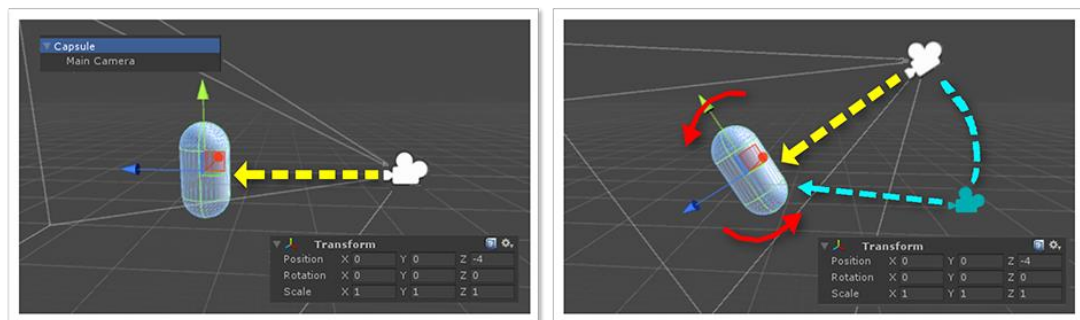 Capsule
Main Camera
Transform
Position X 0 Y 0 Z -4
Rotation X 0 Y 0 Z 0
Scale X 1 Y 1 Z 1
Transform
Position X 0 Y 0 Z -4
Rotation X 0 Y 0 Z 0
Scale X 1 Y 1 Z 1